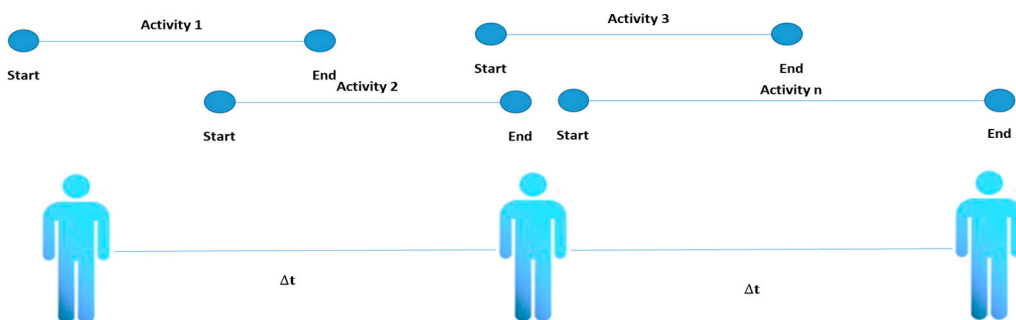 Activity 1
Activity 3
Start
End
Start
End
Activity 2
Activity n
Start
End
Start
End
Δt
Δt